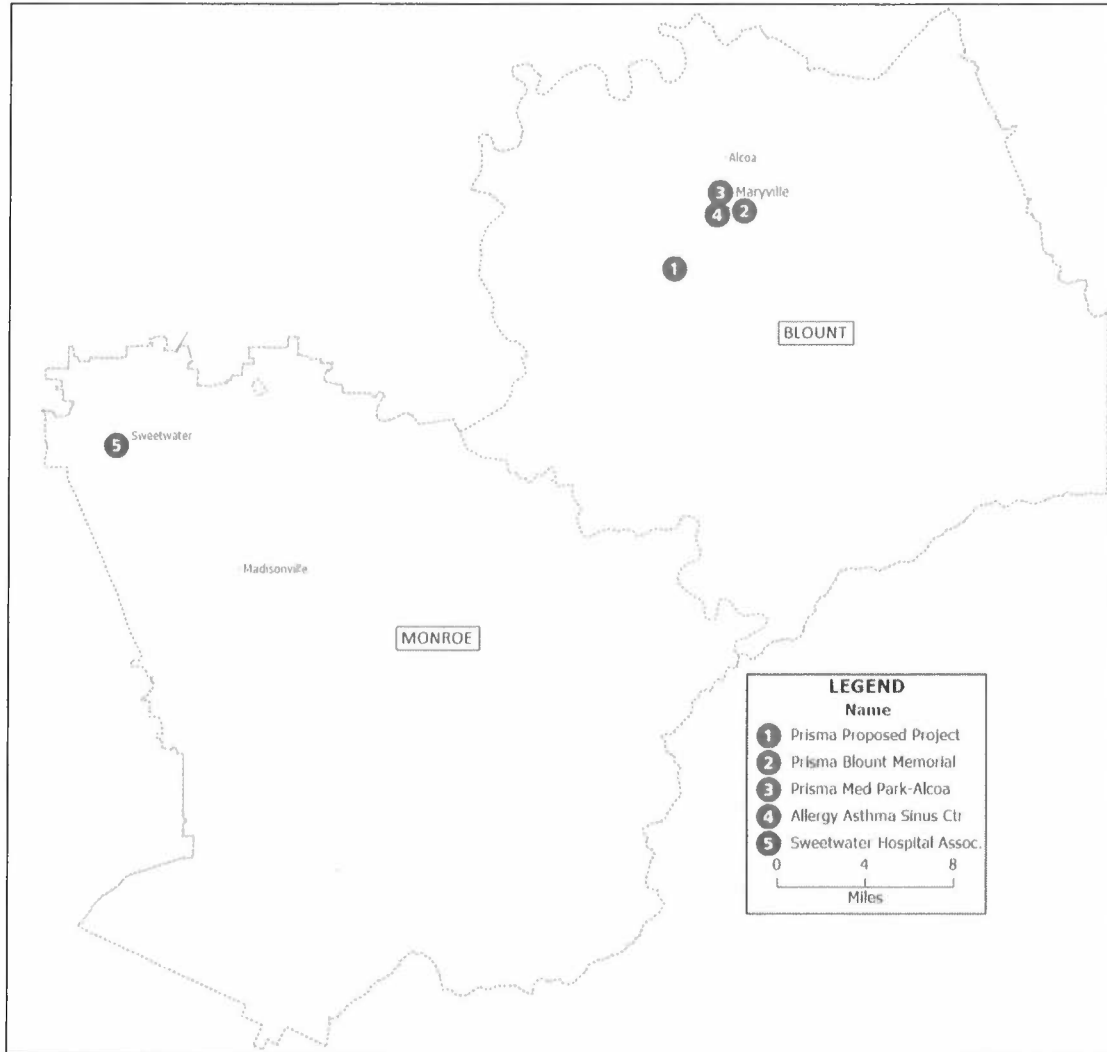 Alcoa
3 Maryville
4 2
1
BLOUNT
Sweetwater
5
Madisonville
MONROE
LEGEND
Name
1 Prisma Proposed Project
2 Prisma Blount Memorial
3 Prisma Med Park-Alcoa
4 Allergy Asthma Sinus Ctr
5 Sweetwater Hospital Assoc.
0 4 8
Miles